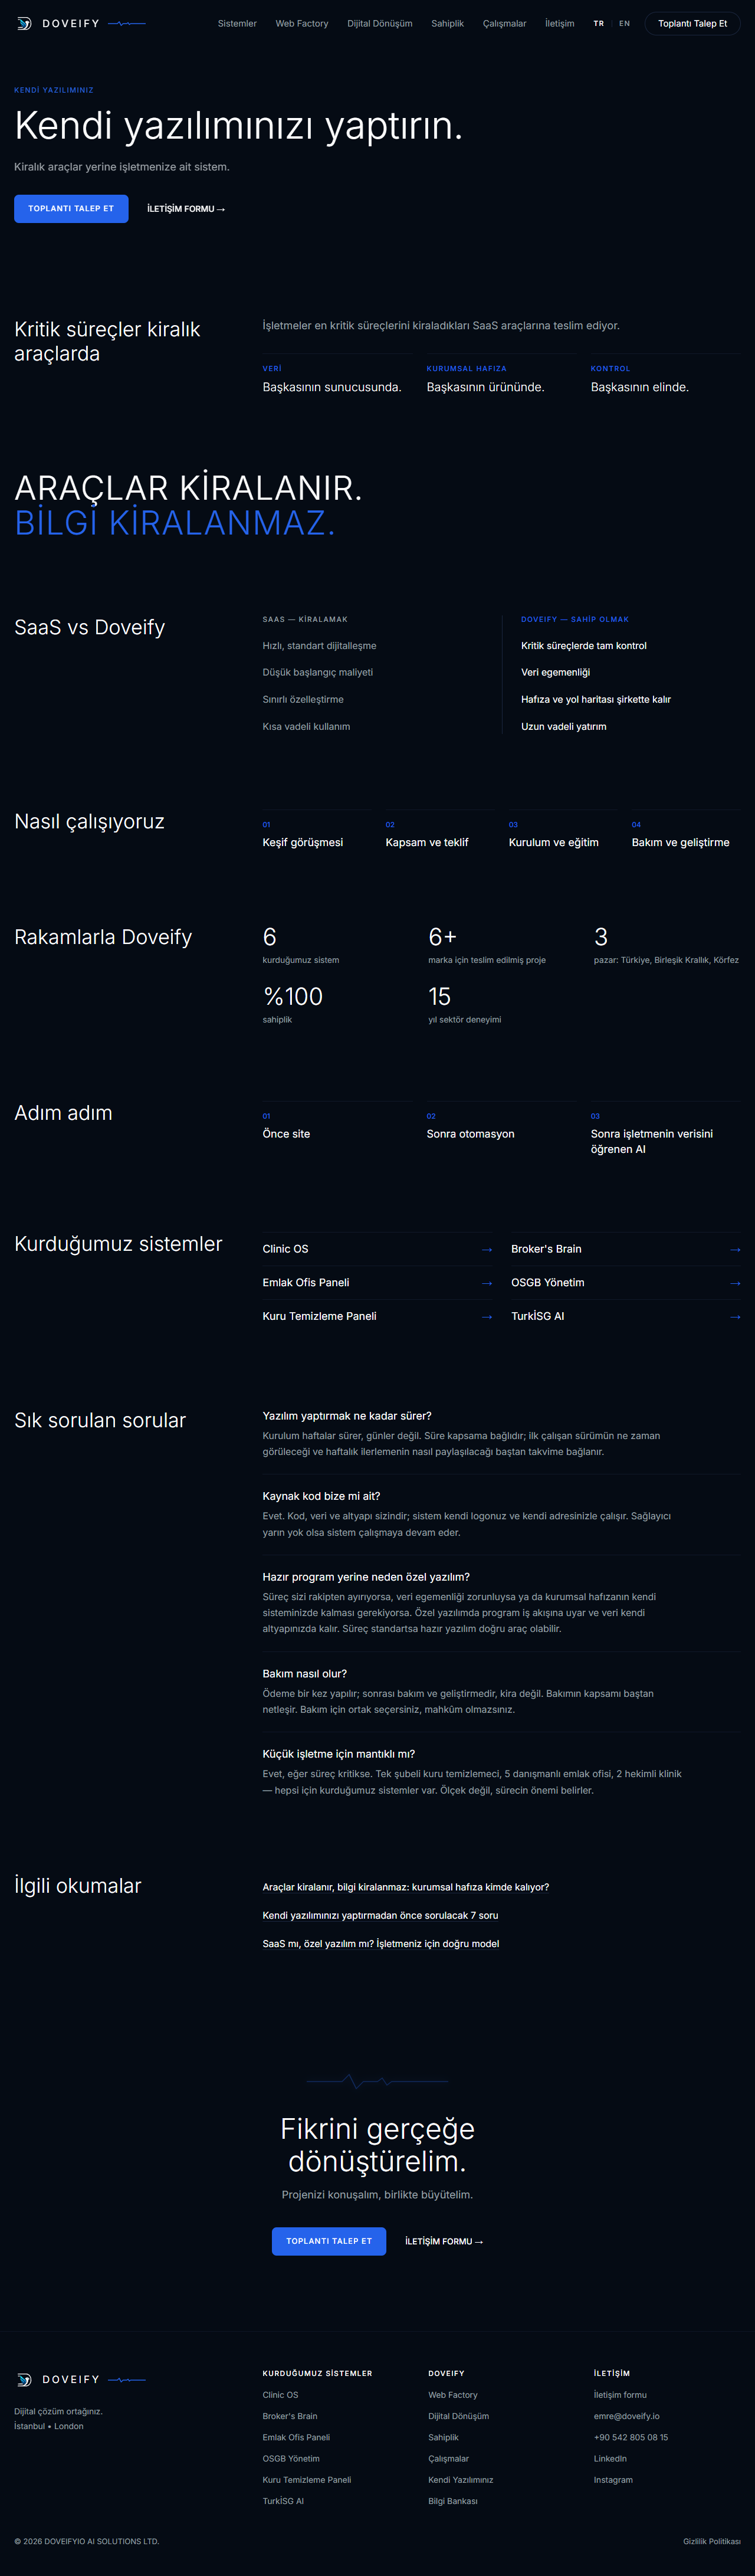 DOVEIFY
Sistemler Web Factory Dijital Dönüşüm Sahiplik Çalışmalar İletişim TR EN Toplantı Talep Et
KENDİ YAZILIMINIZ
Kendi yazılımınızı yaptırın.
Kiralık araçlar yerine işletmenize ait sistem.
TOPLANTI TALEP ET İLETİŞİM FORMU →
Kritik süreçler kiralık
araçlarda
İşletmeler en kritik süreçlerini kiraladıkları SaaS araçlarına teslim ediyor.
VERİ
Başkasının sunucusunda.
KURUMSAL HAFIZA
Başkasının ürününde.
KONTROL
Başkasının elinde.
ARAÇLAR KİRALANIR.
BİLGİ KİRALANMAZ.
SaaS vs Doveify
SAAS — KİRALAMAK
Hızlı, standart dijitalleşme
Düşük başlangıç maliyeti
Sınırlı özelleştirme
Kısa vadeli kullanım
DOVEIFY — SAHİP OLMAK
Kritik süreçlerde tam kontrol
Veri egemenliği
Hafıza ve yol haritası şirkette kalır
Uzun vadeli yatırım
Nasıl çalışıyoruz
01
Keşif görüşmesi
02
Kapsam ve teklif
03
Kurulum ve eğitim
04
Bakım ve geliştirme
Rakamlarla Doveify
6
kurduğumuz sistem
6+
marka için teslim edilmiş proje
3
pazar: Türkiye, Birleşik Krallık, Körfez
%100
sahiplik
15
yıl sektör deneyimi
Adım adım
01
Önce site
02
Sonra otomasyon
03
Sonra işletmenin verisini
öğrenen AI
Kurduğumuz sistemler
Clinic OS →
Broker's Brain →
Emlak Ofis Paneli →
OSGB Yönetim →
Kuru Temizleme Paneli →
TurkİSG AI →
Sık sorulan sorular
Yazılım yaptırmak ne kadar sürer?
Kurulum haftalar sürer, günler değil. Süre kapsama bağlıdır; ilk çalışan sürümün ne zaman
görüleceği ve haftalık ilerlemenin nasıl paylaşılacağı baştan takvime bağlanır.
Kaynak kod bize mi ait?
Evet. Kod, veri ve altyapı sizindir; sistem kendi logonuz ve kendi adresinizle çalışır. Sağlayıcı
yarın yok olsa sistem çalışmaya devam eder.
Hazır program yerine neden özel yazılım?
Süreç sizi rakipten ayırıyorsa, veri egemenliği zorunluysa ya da kurumsal hafızanın kendi
sisteminizde kalması gerekiyorsa. Özel yazılımda program iş akışına uyar ve veri kendi
altyapınızda kalır. Süreç standartsa hazır yazılım doğru araç olabilir.
Bakım nasıl olur?
Ödeme bir kez yapılır; sonrası bakım ve geliştirmedir, kira değil. Bakımın kapsamı baştan
netleşir. Bakım için ortak seçersiniz, mahkûm olmazsınız.
Küçük işletme için mantıklı mı?
Evet, eğer süreç kritikse. Tek şubeli kuru temizlemeci, 5 danışmanlı emlak ofisi, 2 hekimli klinik
— hepsi için kurduğumuz sistemler var. Ölçek değil, sürecin önemi belirler.
İlgili okumalar
Araçlar kiralanır, bilgi kiralanmaz: kurumsal hafıza kimde kalıyor?
Kendi yazılımınızı yaptırmadan önce sorulacak 7 soru
SaaS mı, özel yazılım mı? İşletmeniz için doğru model
Fikrini gerçeğe
dönüştürelim.
Projenizi konuşalım, birlikte büyütelim.
TOPLANTI TALEP ET İLETİŞİM FORMU →
DOVEIFY
Dijital çözüm ortağınız.
İstanbul • London
KURDUĞUMUZ SİSTEMLER
Clinic OS
Broker's Brain
Emlak Ofis Paneli
OSGB Yönetim
Kuru Temizleme Paneli
TurkİSG AI
DOVEIFY
Web Factory
Dijital Dönüşüm
Sahiplik
Çalışmalar
Kendi Yazılımınız
Bilgi Bankası
İLETİŞİM
İletişim formu
emre@doveify.io
+90 542 805 08 15
LinkedIn
Instagram
© 2026 DOVEIFYIO AI SOLUTIONS LTD.
Gizlilik Politikası